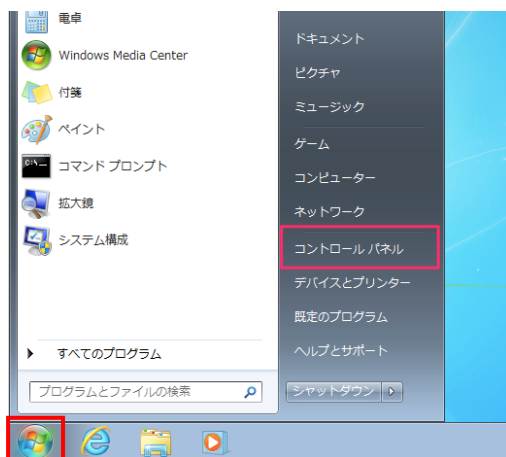 電卓
Windows Media Center
付箋
ペイント
コマンド プロンプト
拡大鏡
システム構成
すべてのプログラム
プログラムとファイルの検索
ドキュメント
ピクチャ
ミュージック
ゲーム
コンピューター
ネットワーク
コントロール パネル
デバイスとプリンター
既定のプログラム
ヘルプとサポート
シャットダウン